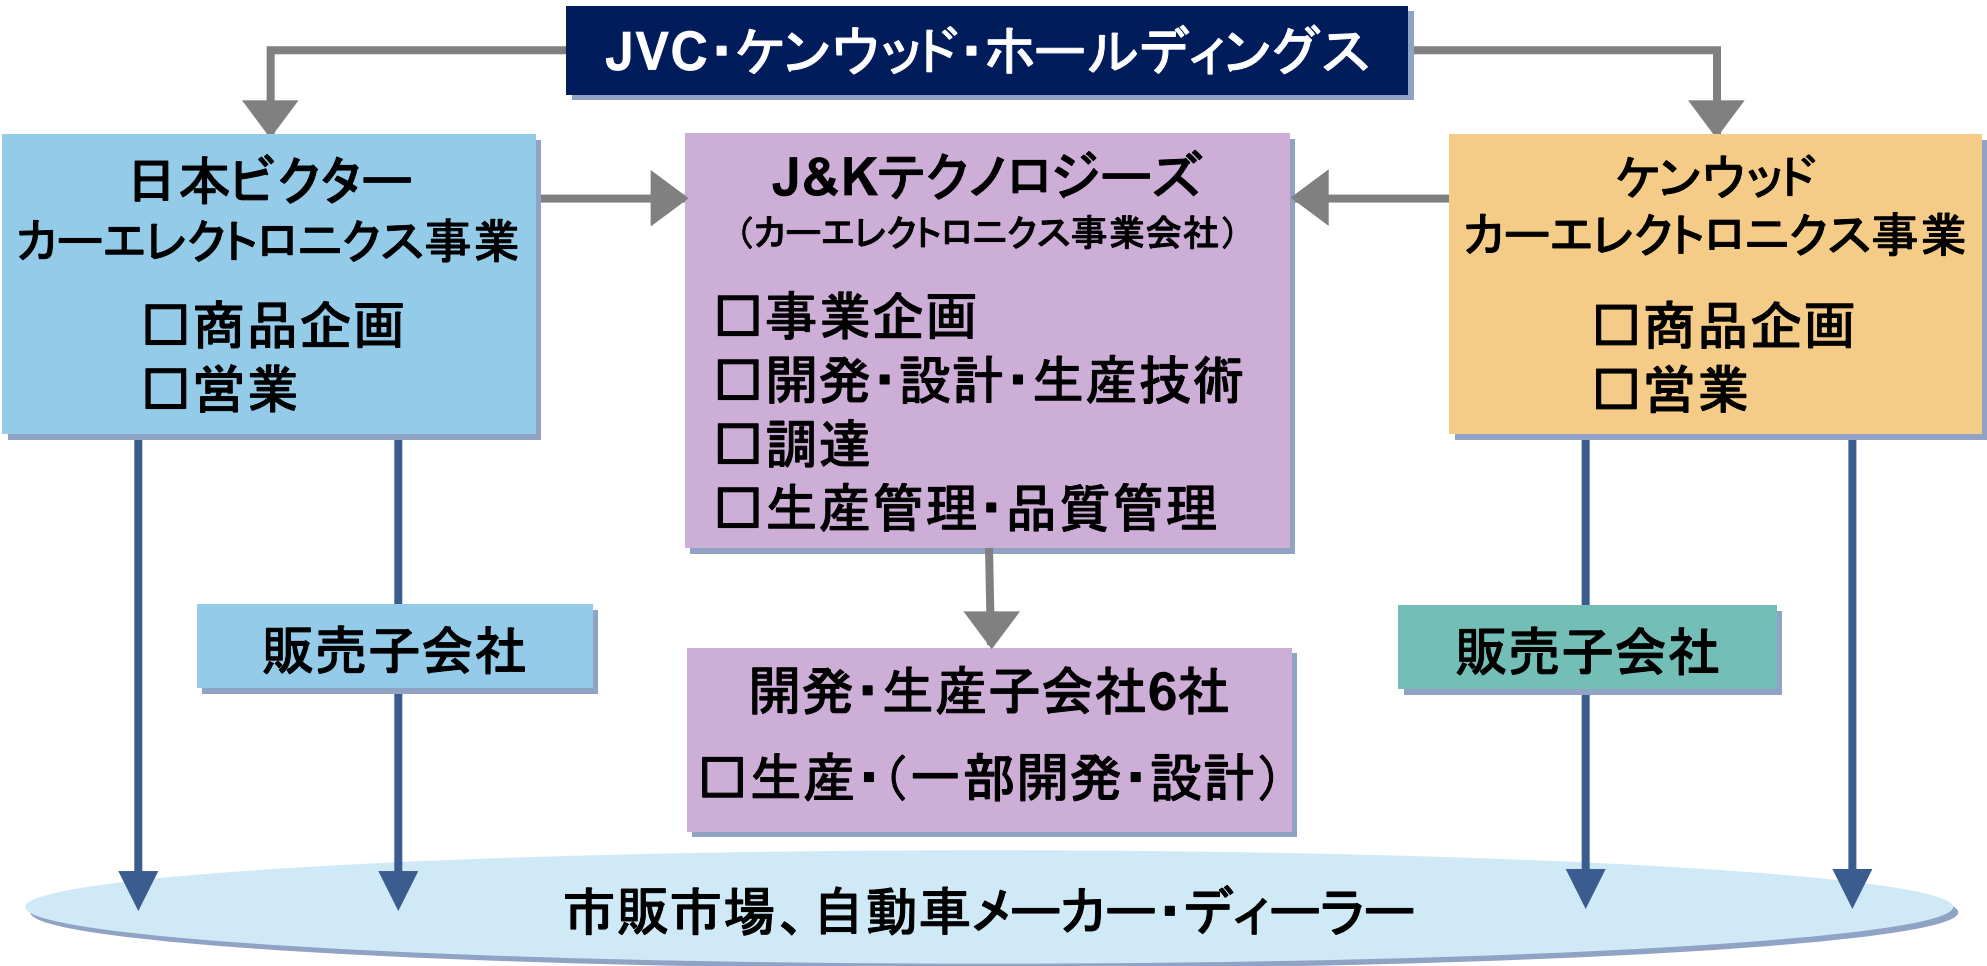 JVC・ケンウッド・ホールディングス
日本ビクター
カーエレクトロニクス事業
□商品企画
□営業
J&Kテクノロジーズ
（カーエレクトロニクス事業会社）
□事業企画
□開発・設計・生産技術
□調達
□生産管理・品質管理
ケンウッド
カーエレクトロニクス事業
□商品企画
□営業
販売子会社
開発・生産子会社6社
□生産・（一部開発・設計）
販売子会社
市販市場、自動車メーカー・ディーラー